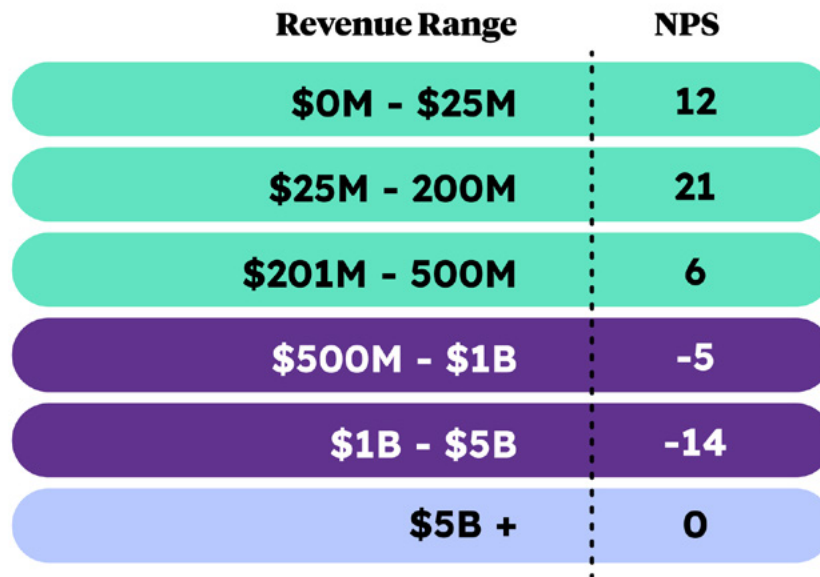 Revenue Range NPS
$0M - $25M 12
$25M - 200M 21
$201M - 500M 6
$500M - $1B -5
$1B - $5B -14
$5B + 0